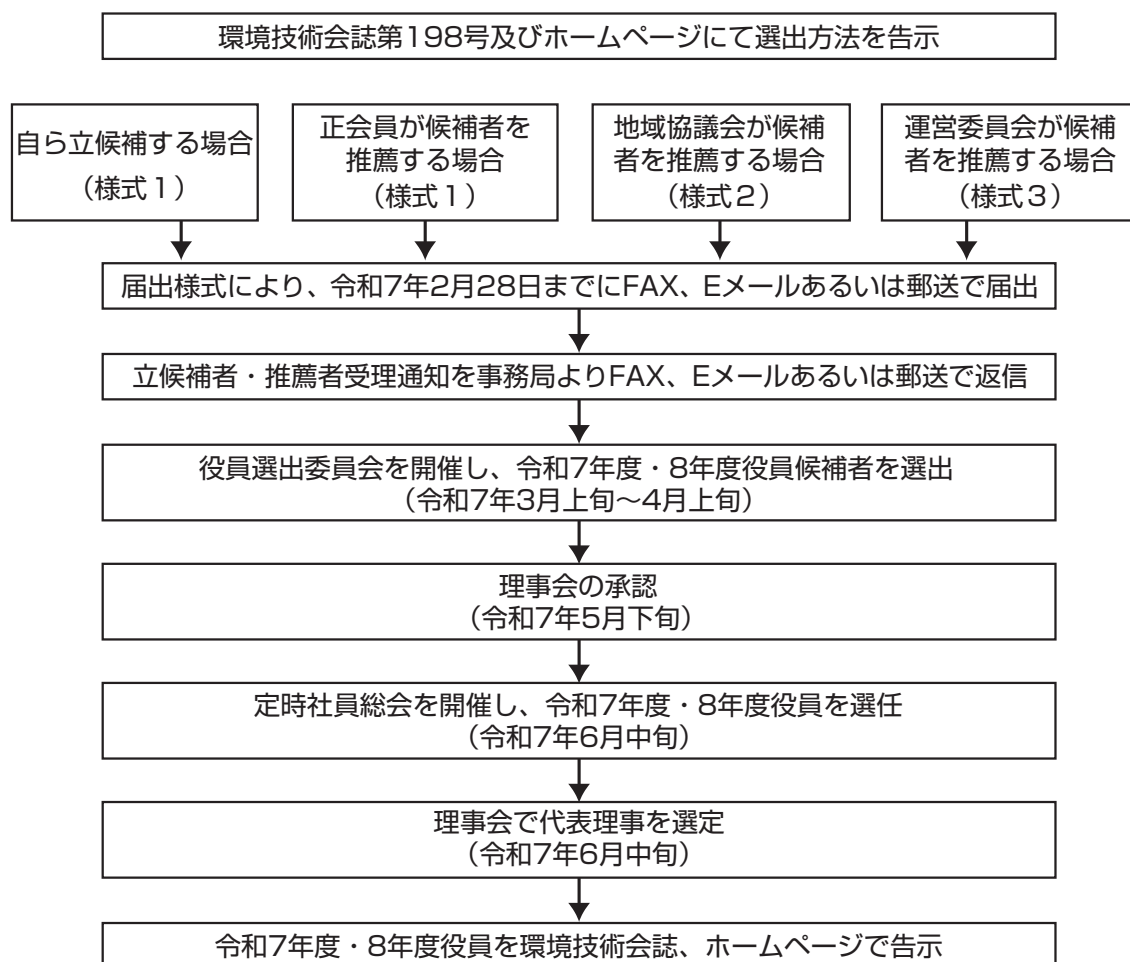 環境技術会誌第198号及びホームページにて選出方法を告示
自ら立候補する場合
（様式１）
正会員が候補者を
推薦する場合
（様式１）
地域協議会が候補
者を推薦する場合
（様式２）
運営委員会が候補
者を推薦する場合
（様式３）
届出様式により、令和7年2月28日までにFAX、Eメールあるいは郵送で届出
立候補者・推薦者受理通知を事務局よりFAX、Eメールあるいは郵送で返信
役員選出委員会を開催し、令和7年度・8年度役員候補者を選出
（令和7年3月上旬～4月上旬）
理事会の承認
（令和7年5月下旬）
定時社員総会を開催し、令和7年度・8年度役員を選任
（令和7年6月中旬）
理事会で代表理事を選定
（令和7年6月中旬）
令和7年度・8年度役員を環境技術会誌、ホームページで告示